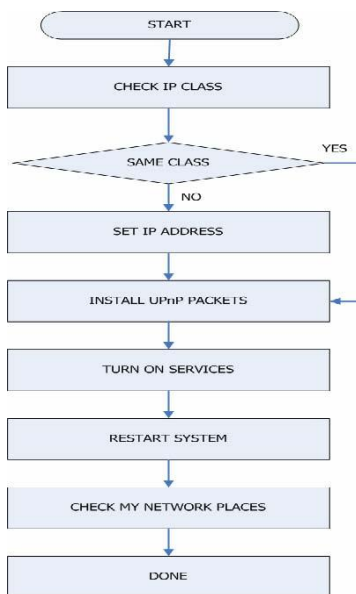 START
CHECK IP CLASS
SAME CLASS
YES
NO
SET IP ADDRESS
INSTALL UPnP PACKETS
TURN ON SERVICES
RESTART SYSTEM
CHECK MY NETWORK PLACES
DONE